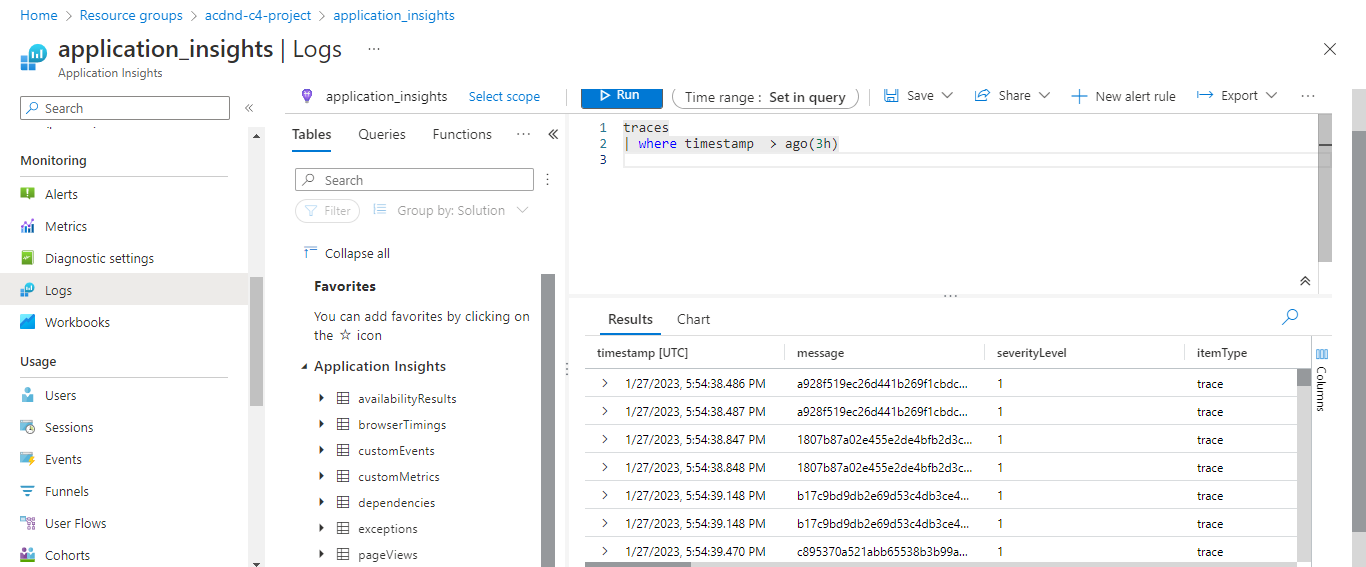 Home > Resource groups > acdnd-c4-project > application_insights
application_insights | Logs ...
Application Insights
Search
Monitoring
Alerts
Metrics
Diagnostic settings
Logs
Workbooks
Usage
Users
Sessions
Events
Funnels
User Flows
Cohorts
application_insights Select scope
Run Time range : Set in query Save Share New alert rule Export ...
Tables Queries Functions ...
Search
Filter Group by: Solution
Collapse all
Favorites
You can add favorites by clicking on
the ☆ icon
Application Insights
availabilityResults
browserTimings
customEvents
customMetrics
dependencies
exceptions
pageViews
1 traces
2 | where timestamp  > ago(3h)
3
Results Chart
timestamp [UTC] message severityLevel itemType
1/27/2023, 5:54:38.486 PM a928f519ec26d441b269f1cbdc... 1 trace
1/27/2023, 5:54:38.487 PM a928f519ec26d441b269f1cbdc... 1 trace
1/27/2023, 5:54:38.847 PM 1807b87a02e455e2de4bfb2d3c... 1 trace
1/27/2023, 5:54:38.848 PM 1807b87a02e455e2de4bfb2d3c... 1 trace
1/27/2023, 5:54:39.148 PM b17c9bd9db2e69d53c4db3ce4... 1 trace
1/27/2023, 5:54:39.148 PM b17c9bd9db2e69d53c4db3ce4... 1 trace
1/27/2023, 5:54:39.470 PM c895370a521abb65538b3b99a... 1 trace
Columns